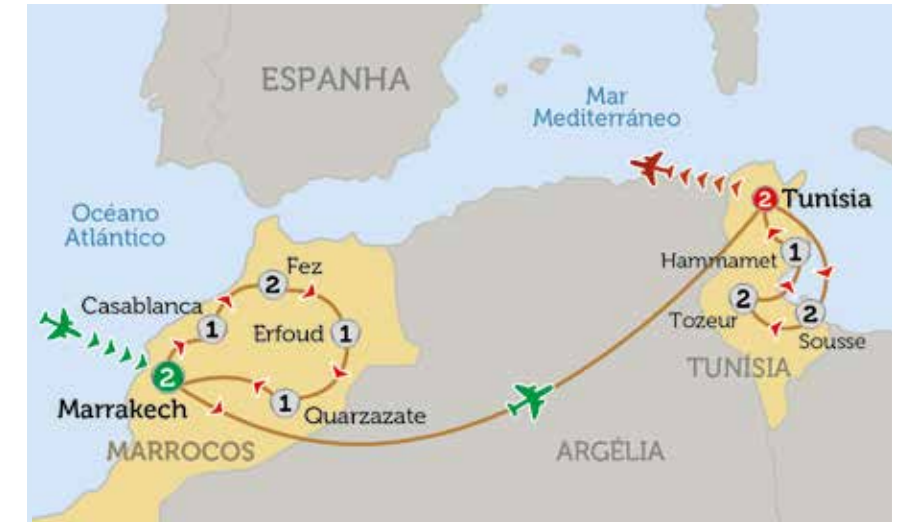 ESPANHA
Mar
Mediterráneo
Océano
Atlántico
2
Tunísia
Hammamet
1
Fez
2
Casablanca
1
Erfoud
1
2
Tozeur
2
Sousse
TUNÍSIA
2
Marrakech
1
Quarzazate
MARROCOS
ARGÉLIA